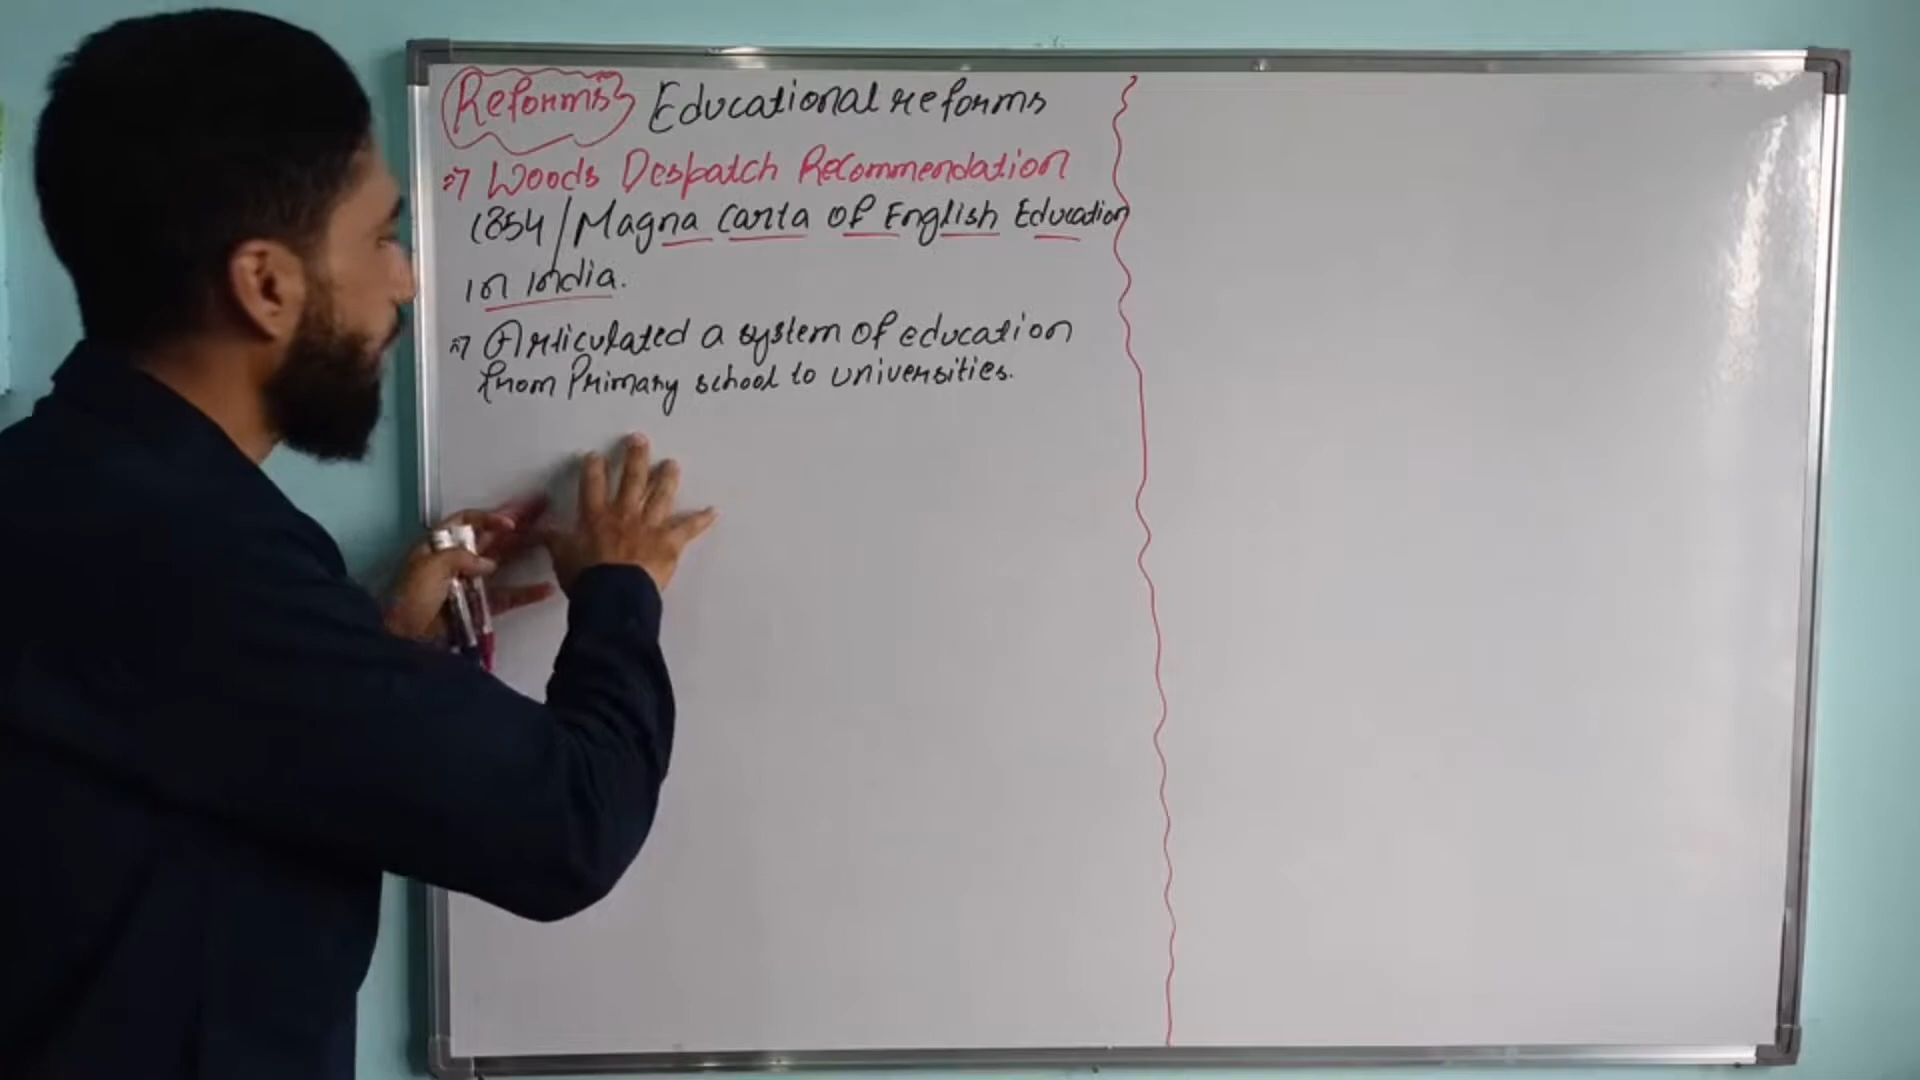 Reforms Educational reforms
⇒ Woods Despatch Recommendation
1854/Magna Carta of English Education
in India.
⇒ Articulated a system of education
from Primary school to universities.